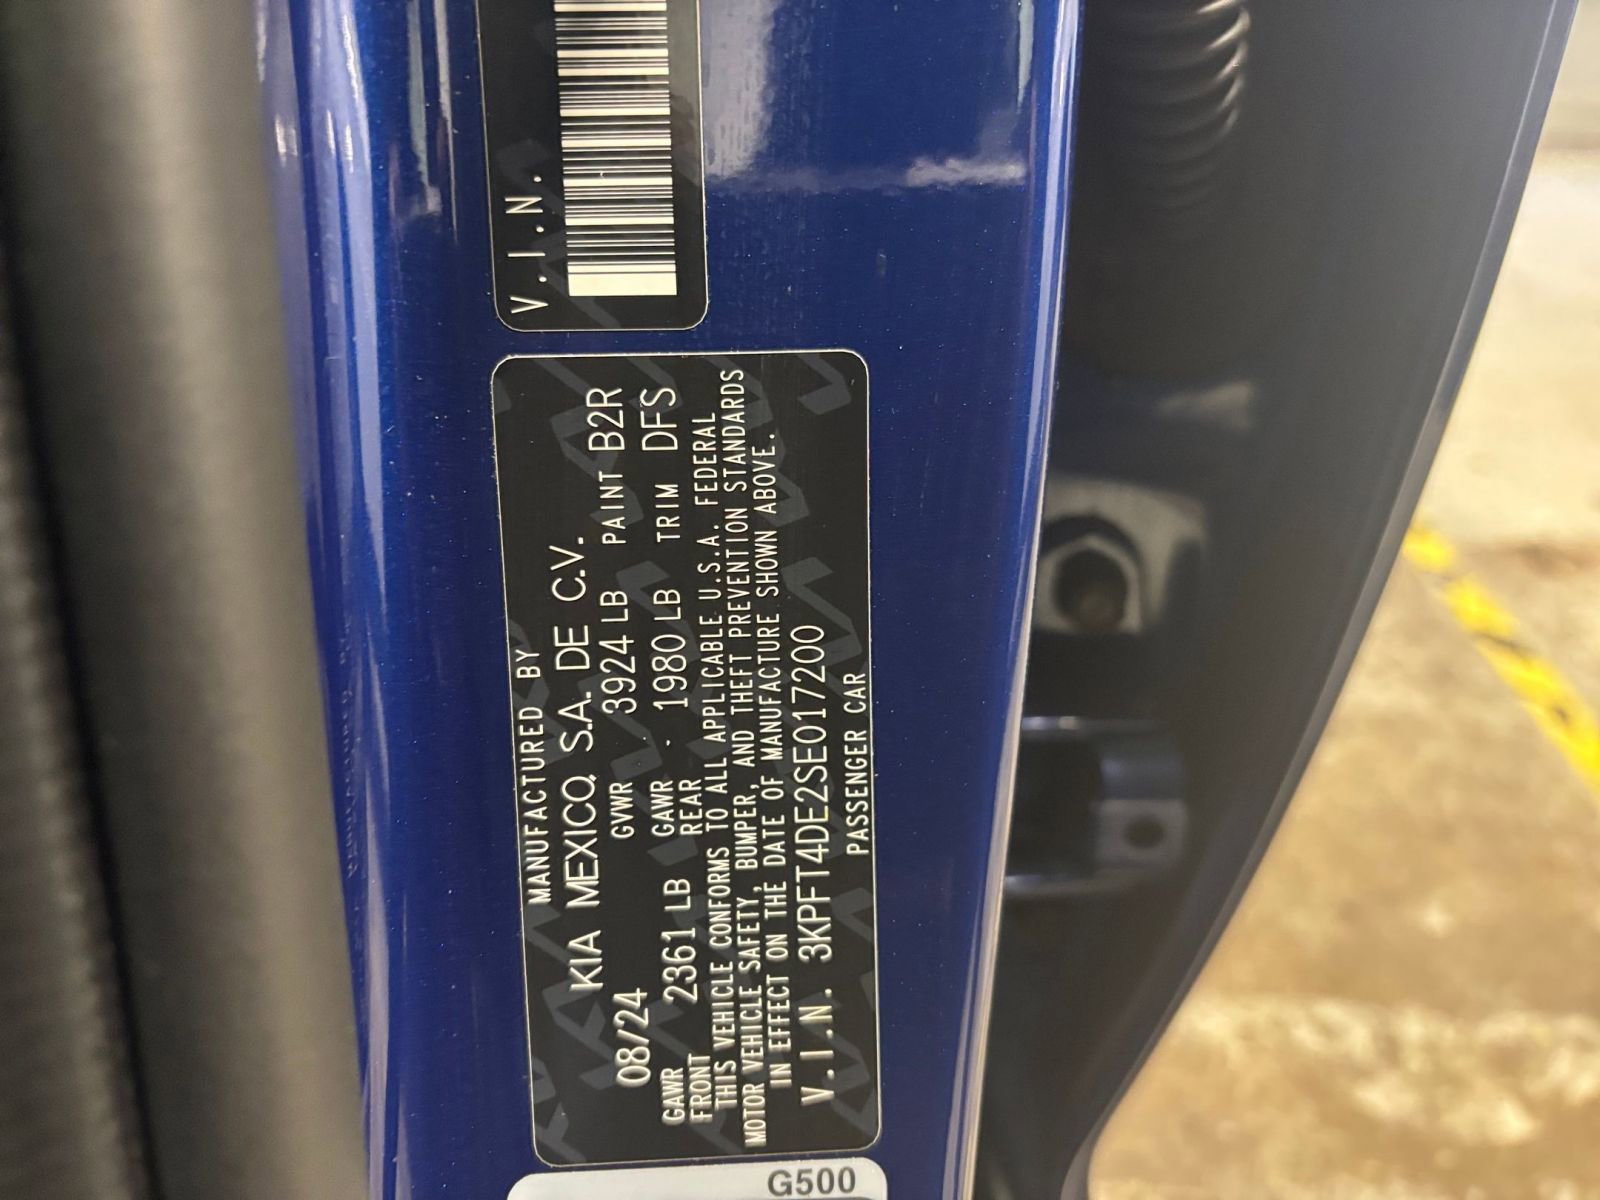 V.I.N.
MANUFACTURED BY
KIA MEXICO, S.A. DE C.V.
08/24 GVWR 3924 LB PAINT B2R
GAWR FRONT 2361 LB GAWR REAR 1980 LB TRIM DFS
THIS VEHICLE CONFORMS TO ALL APPLICABLE U.S.A. FEDERAL
MOTOR VEHICLE SAFETY, BUMPER, AND THEFT PREVENTION STANDARDS
IN EFFECT ON THE DATE OF MANUFACTURE SHOWN ABOVE.
V.I.N. 3KPFT4DE2SE017200
PASSENGER CAR
G500